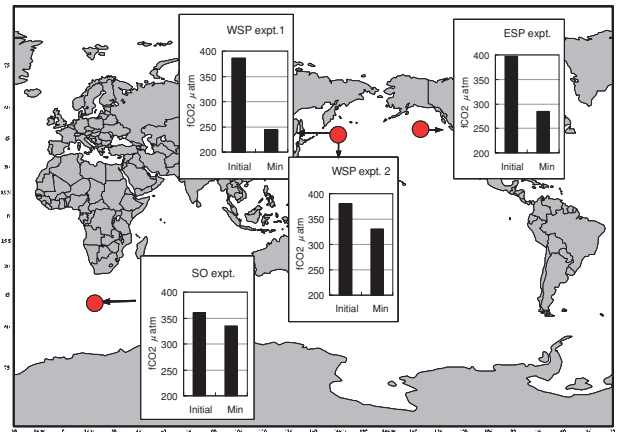 WSP expt.1
fCO2 μatm
400
350
300
250
200
Initial Min
ESP expt.
fCO2 μatm
400
350
300
250
200
Initial Min
WSP expt. 2
fCO2 μatm
400
350
300
250
200
Initial Min
SO expt.
fCO2 μatm
400
350
300
250
200
Initial Min